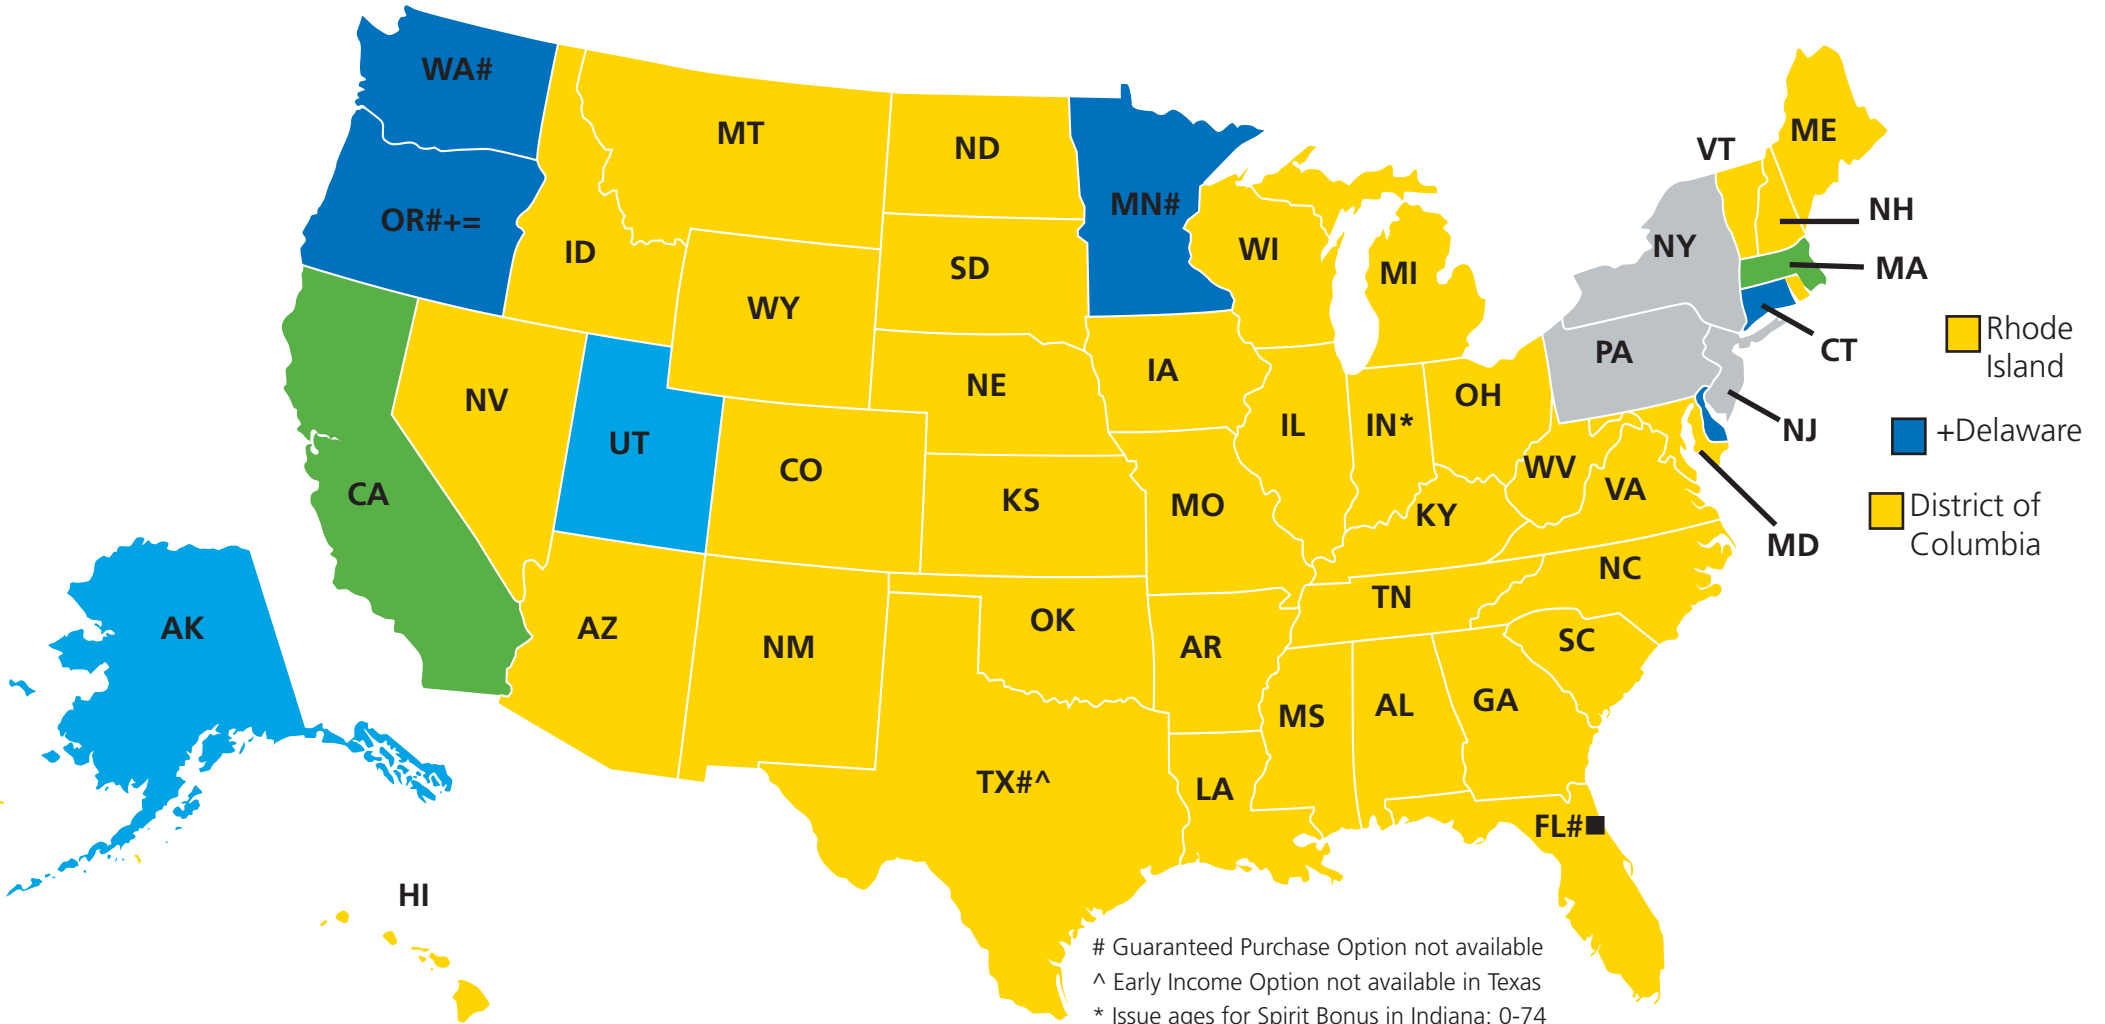 WA#
MT
ND
MN#
VT
ME
OR#+=
ID
SD
WI
MI
NY
NH
MA
WY
Rhode
Island
CT
PA
IA
NE
NV
OH
UT
CO
IL
IN*
NJ
+Delaware
CA
KS
MO
WV
VA
KY
District of
Columbia
MD
NC
TN
AK
AZ
NM
OK
AR
SC
MS
AL
GA
TX#^
LA
FL#■
HI
# Guaranteed Purchase Option not available
^ Early Income Option not available in Texas
* Issue ages for Spirit Bonus in Indiana: 0-74